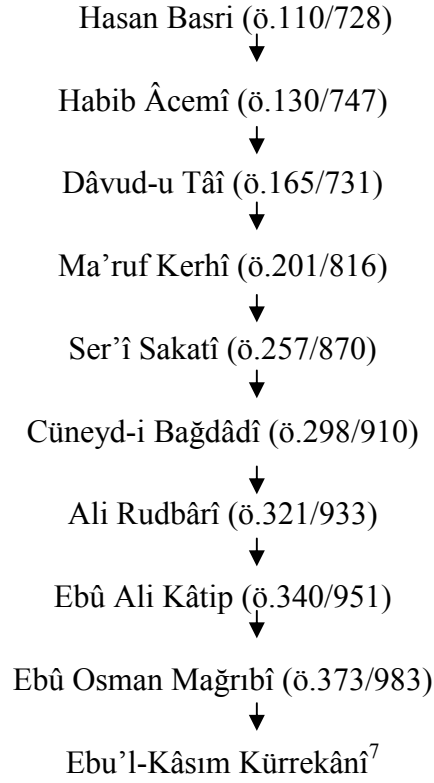 Hasan Basri (ö.110/728)
Habib Âcemî (ö.130/747)
Dâvud-u Tâî (ö.165/731)
Ma’ruf Kerhî (ö.201/816)
Ser’î Sakatî (ö.257/870)
Cüneyd-i Bağdâdî (ö.298/910)
Ali Rudbârî (ö.321/933)
Ebû Ali Kâtip (ö.340/951)
Ebû Osman Mağrıbî (ö.373/983)
Ebu’l-Kâsım Kürrekânî⁷